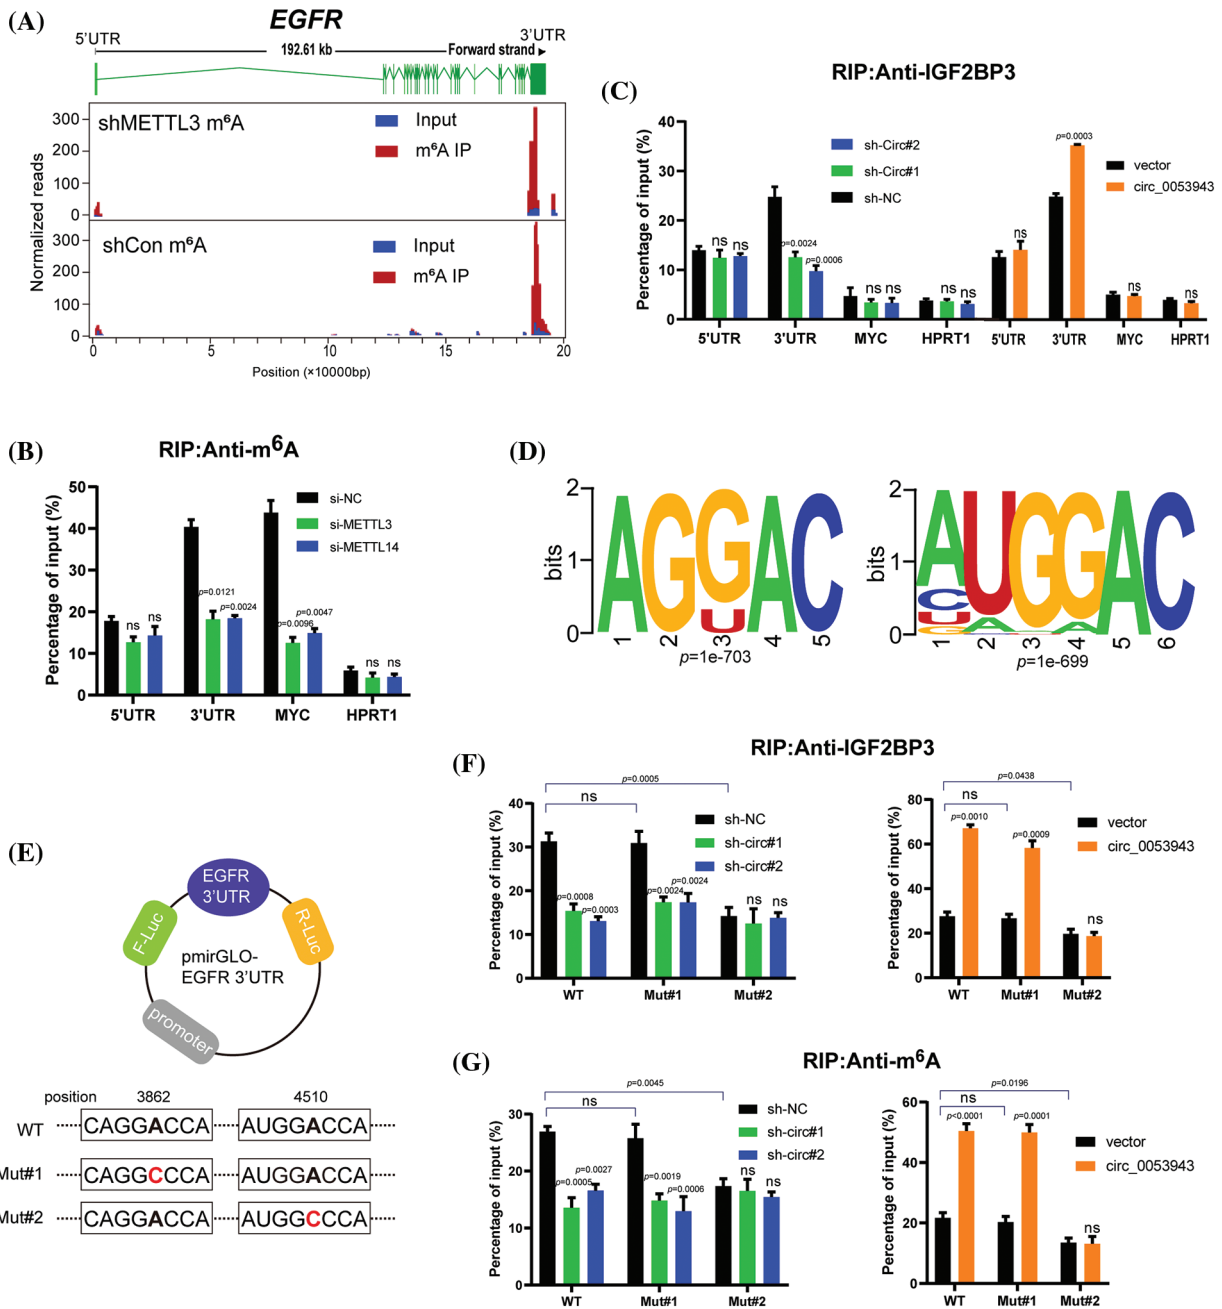 (A)
EGFR
5'UTR
3'UTR
192.61 kb
Forward strand
Normalized reads
shMETTL3 m⁶A
Input
m⁶A IP
300
200
100
0
shCon m⁶A
Input
m⁶A IP
300
200
100
0
0 5 10 15 20
Position (×10000bp)
(C)
RIP:Anti-IGF2BP3
Percentage of input (%)
40
30
20
10
0
sh-Circ#2
sh-Circ#1
sh-NC
vector
circ_0053943
ns ns
p=0.0024
p=0.0006
ns ns
ns ns
ns
p=0.0003
ns
ns
5'UTR 3'UTR MYC HPRT1 5'UTR 3'UTR MYC HPRT1
(B)
RIP:Anti-m⁶A
Percentage of input (%)
50
40
30
20
10
0
si-NC
si-METTL3
si-METTL14
ns ns
p=0.0121
p=0.0024
p=0.0096
p=0.0047
ns ns
5'UTR 3'UTR MYC HPRT1
(D)
bits
2
1
0
AGGAC
U
1 2 3 4 5
p=1e-703
bits
2
1
0
AUGGAC
C
U A A
G
1 2 3 4 5 6
p=1e-699
(E)
EGFR
3'UTR
F-Luc
R-Luc
pmirGLO-
EGFR 3'UTR
promoter
position 3862 4510
WT CAGGACCA AUGGACCA
Mut#1 CAGGCCCA AUGGACCA
Mut#2 CAGGACCA AUGGCCCA
(F)
RIP:Anti-IGF2BP3
Percentage of input (%)
40
30
20
10
0
p=0.0005
ns
sh-NC
sh-circ#1
sh-circ#2
p=0.0008
p=0.0003
p=0.0024
p=0.0024
ns ns
WT Mut#1 Mut#2
Percentage of input (%)
80
60
40
20
0
p=0.0438
ns
p=0.0010
p=0.0009
ns
vector
circ_0053943
WT Mut#1 Mut#2
(G)
RIP:Anti-m⁶A
Percentage of input (%)
30
20
10
0
p=0.0045
ns
sh-NC
sh-circ#1
sh-circ#2
p=0.0005
p=0.0027
p=0.0019
p=0.0006
ns
ns
WT Mut#1 Mut#2
Percentage of input (%)
60
40
20
0
p=0.0196
ns
p<0.0001
p=0.0001
ns
vector
circ_0053943
WT Mut#1 Mut#2